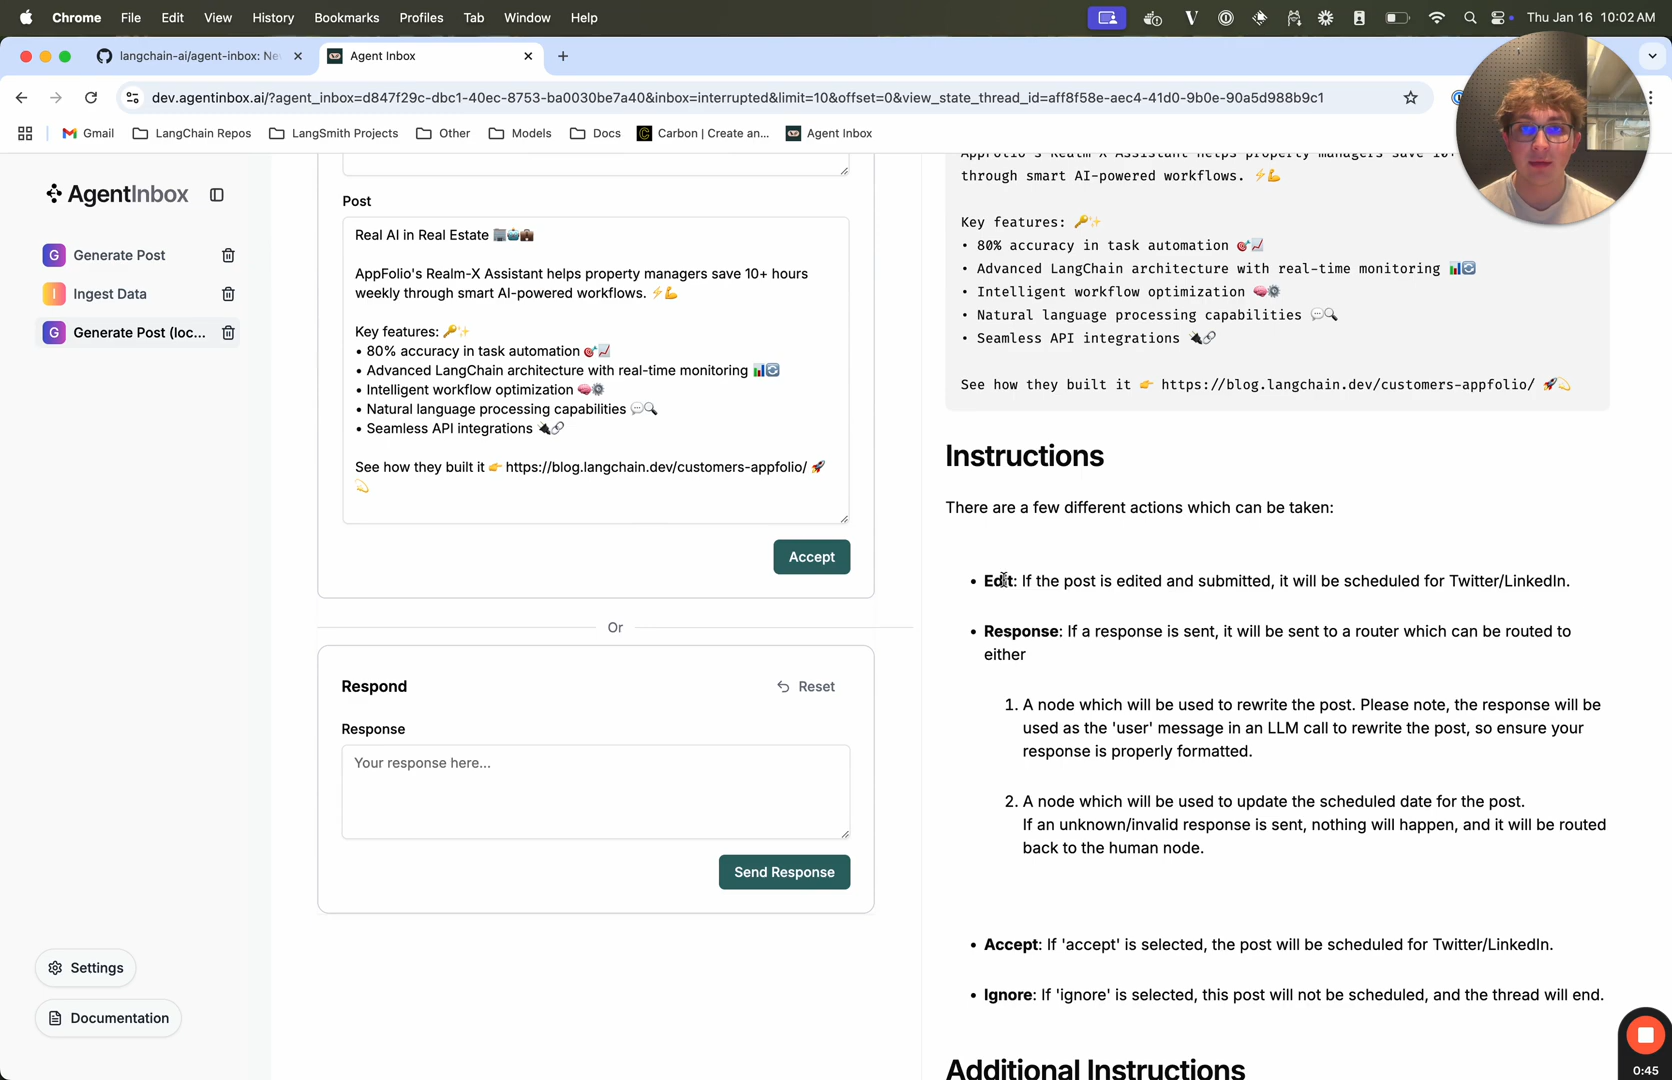 Chrome File Edit View History Bookmarks Profiles Tab Window Help Thu Jan 16 10:02 AM
langchain-ai/agent-inbox: Ne
Agent Inbox
dev.agentinbox.ai/?agent_inbox=d847f29c-dbc1-40ec-8753-ba0030be7a40&inbox=interrupted&limit=10&offset=0&view_state_thread_id=aff8f58e-aec4-41d0-9b0e-90a5d988b9c1
Gmail LangChain Repos LangSmith Projects Other Models Docs Carbon | Create an... Agent Inbox
AgentInbox
G Generate Post
I Ingest Data
G Generate Post (loc...
Settings
Documentation
Post
Real AI in Real Estate 🏢🤖💼
AppFolio's Realm-X Assistant helps property managers save 10+ hours
weekly through smart AI-powered workflows. ⚡💪
Key features: 🔑✨
• 80% accuracy in task automation 🎯📈
• Advanced LangChain architecture with real-time monitoring 📊🔄
• Intelligent workflow optimization 🧠⚙️
• Natural language processing capabilities 💬🔍
• Seamless API integrations 🔌🔗
See how they built it 👉 https://blog.langchain.dev/customers-appfolio/ 🚀
💫
Accept
Or
Respond
Reset
Response
Your response here...
Send Response
AppFolio's Realm-X Assistant helps property managers save 10+
through smart AI-powered workflows. ⚡💪
Key features: 🔑✨
• 80% accuracy in task automation 🎯📈
• Advanced LangChain architecture with real-time monitoring 📊🔄
• Intelligent workflow optimization 🧠⚙️
• Natural language processing capabilities 💬🔍
• Seamless API integrations 🔌🔗
See how they built it 👉 https://blog.langchain.dev/customers-appfolio/ 🚀💫
Instructions
There are a few different actions which can be taken:
• Edit: If the post is edited and submitted, it will be scheduled for Twitter/LinkedIn.
• Response: If a response is sent, it will be sent to a router which can be routed to
either
1. A node which will be used to rewrite the post. Please note, the response will be
used as the 'user' message in an LLM call to rewrite the post, so ensure your
response is properly formatted.
2. A node which will be used to update the scheduled date for the post.
If an unknown/invalid response is sent, nothing will happen, and it will be routed
back to the human node.
• Accept: If 'accept' is selected, the post will be scheduled for Twitter/LinkedIn.
• Ignore: If 'ignore' is selected, this post will not be scheduled, and the thread will end.
Additional Instructions
0:45